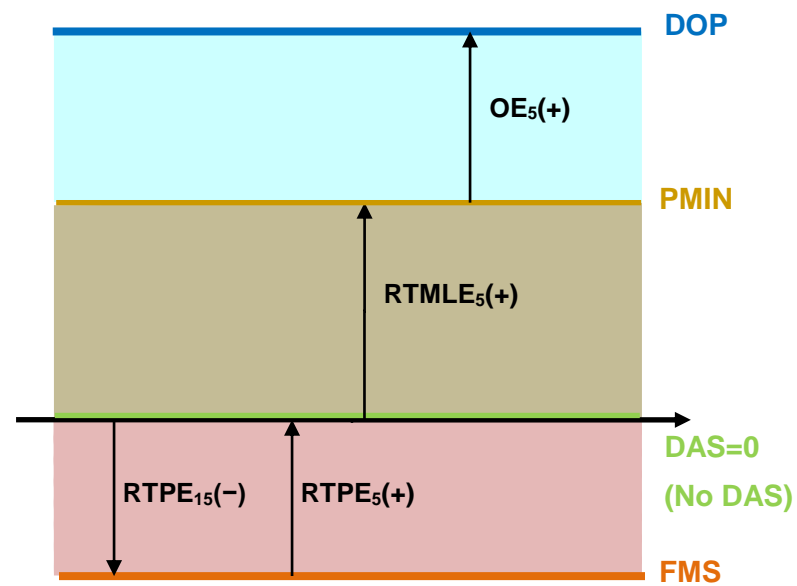 DOP
OE₅(+)
PMIN
RTMLE₅(+)
DAS=0
(No DAS)
RTPE₁₅(−)
RTPE₅(+)
FMS